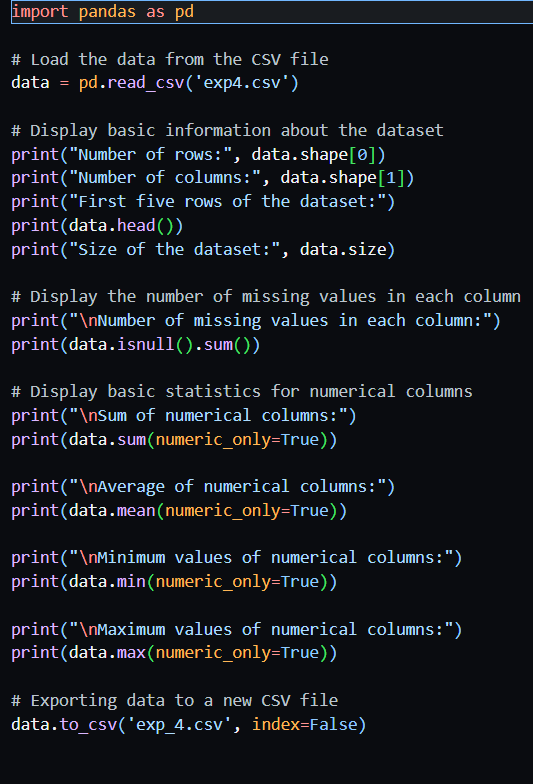 import pandas as pd
# Load the data from the CSV file
data = pd.read_csv('exp4.csv')
# Display basic information about the dataset
print("Number of rows:", data.shape[0])
print("Number of columns:", data.shape[1])
print("First five rows of the dataset:")
print(data.head())
print("Size of the dataset:", data.size)
# Display the number of missing values in each column
print("\nNumber of missing values in each column:")
print(data.isnull().sum())
# Display basic statistics for numerical columns
print("\nSum of numerical columns:")
print(data.sum(numeric_only=True))
print("\nAverage of numerical columns:")
print(data.mean(numeric_only=True))
print("\nMinimum values of numerical columns:")
print(data.min(numeric_only=True))
print("\nMaximum values of numerical columns:")
print(data.max(numeric_only=True))
# Exporting data to a new CSV file
data.to_csv('exp_4.csv', index=False)